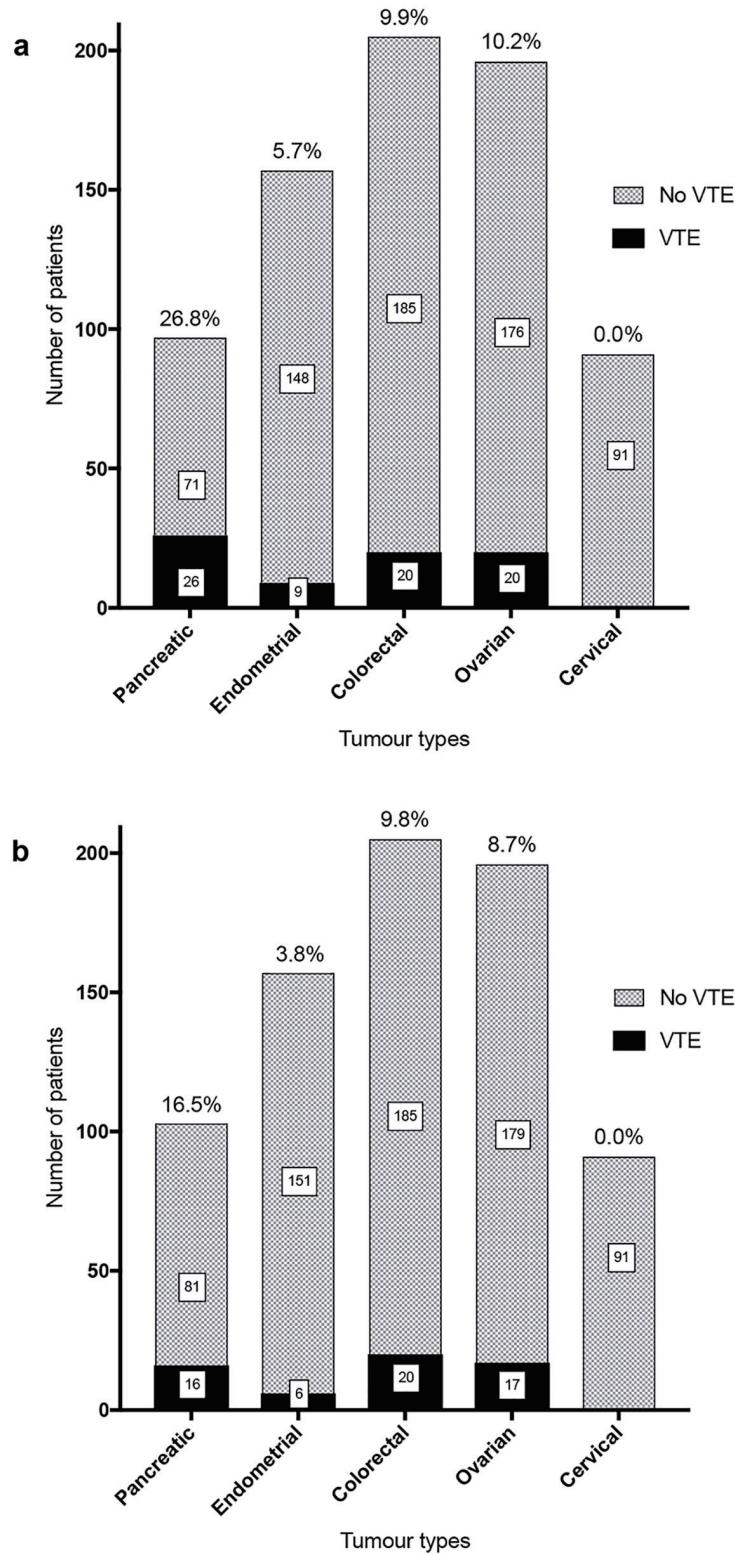 a
9.9%
10.2%
200
5.7%
No VTE
150
VTE
Number of patients
26.8%
185
176
0.0%
100
148
91
71
50
26
9
20
20
0
Pancreatic
Endometrial
Colorectal
Ovarian
Cervical
Tumour types
b
9.8%
8.7%
200
3.8%
No VTE
150
VTE
Number of patients
16.5%
185
179
0.0%
100
151
91
81
50
16
6
20
17
0
Pancreatic
Endometrial
Colorectal
Ovarian
Cervical
Tumour types